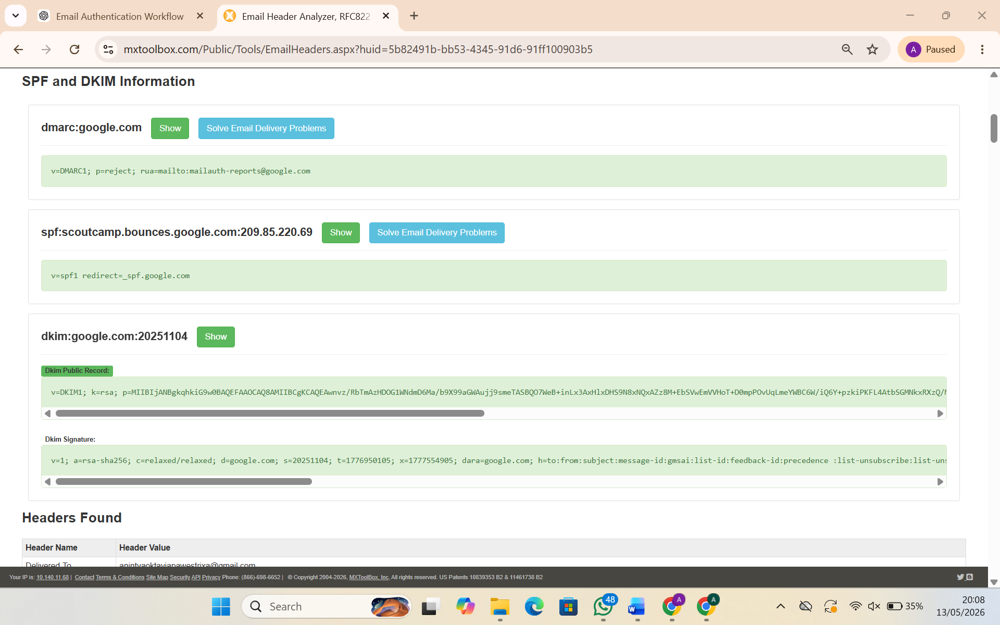 Email Authentication Workflow
Email Header Analyzer, RFC822
mxtoolbox.com/Public/Tools/EmailHeaders.aspx?huid=5b82491b-bb53-4345-91d6-91ff100903b5
A Paused
SPF and DKIM Information
dmarc:google.com Show Solve Email Delivery Problems
v=DMARC1; p=reject; rua=mailto:mailauth-reports@google.com
spf:scoutcamp.bounces.google.com:209.85.220.69 Show Solve Email Delivery Problems
v=spf1 redirect=_spf.google.com
dkim:google.com:20251104 Show
Dkim Public Record:
v=DKIM1; k=rsa; p=MIIBIjANBgkqhkiG9w0BAQEFAAOCAQ8AMIIBCgKCAQEAwnvz/RbTmAzHDOG1WNdmD6Ma/b9X99aGWAujj9smeTASBQO7WeB+inLx3AxHlxDHS9N8xNQxAZz8M+EbSVwEmVVHoT+D0mpPOvUqLmeYWBC6W/iQ6Y+pzkiPKFL4AtbSGMNkxRXzQ/
Dkim Signature:
v=1; a=rsa-sha256; c=relaxed/relaxed; d=google.com; s=20251104; t=1776950105; x=1777554905; dara=google.com; h=to:from:subject:message-id:gmsai:list-id:feedback-id:precedence :list-unsubscribe:list-uns
Headers Found
Header Name Header Value
Delivered To anintyaoktaviapawestrixa@gmail.com
Your IP is: 10.140.11.68 | Contact Terms & Conditions Site Map Security API Privacy Phone: (866)-698-6652 | © Copyright 2004-2026, MXToolBox, Inc, All rights reserved. US Patents 10839353 B2 & 11461738 B2
Search
48
W
A
A
35%
20:08
13/05/2026